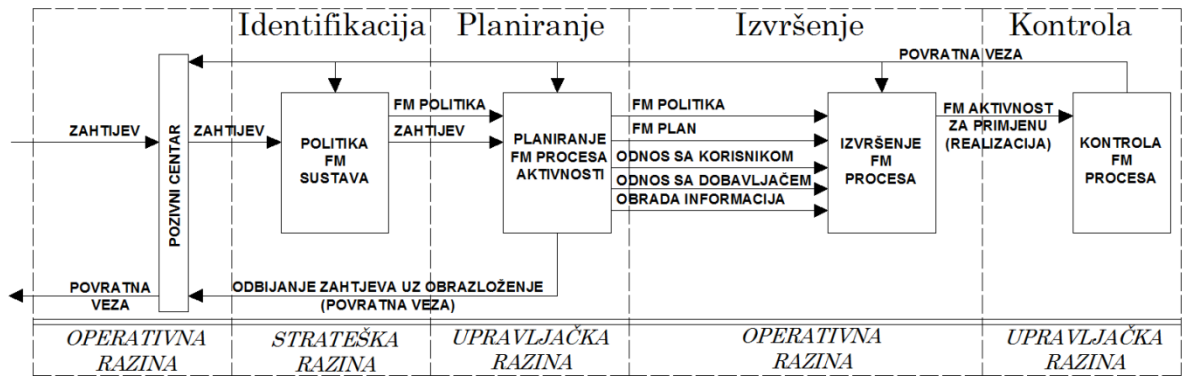 Identifikacija
Planiranje
Izvršenje
Kontrola
POVRATNA VEZA
ZAHTIJEV
POZIVNI CENTAR
ZAHTIJEV
POLITIKA
FM
SUSTAVA
FM POLITIKA
ZAHTIJEV
PLANIRANJE
FM PROCESA
AKTIVNOSTI
FM POLITIKA
FM PLAN
ODNOS SA KORISNIKOM
ODNOS SA DOBAVLJAČEM
OBRADA INFORMACIJA
IZVRŠENJE
FM
PROCESA
FM AKTIVNOST
ZA PRIMJENU
(REALIZACIJA)
KONTROLA
FM
PROCESA
POVRATNA
VEZA
ODBIJANJE ZAHTJEVA UZ OBRAZLOŽENJE
(POVRATNA VEZA)
OPERATIVNA
RAZINA
STRATEŠKA
RAZINA
UPRAVLJAČKA
RAZINA
OPERATIVNA
RAZINA
UPRAVLJAČKA
RAZINA